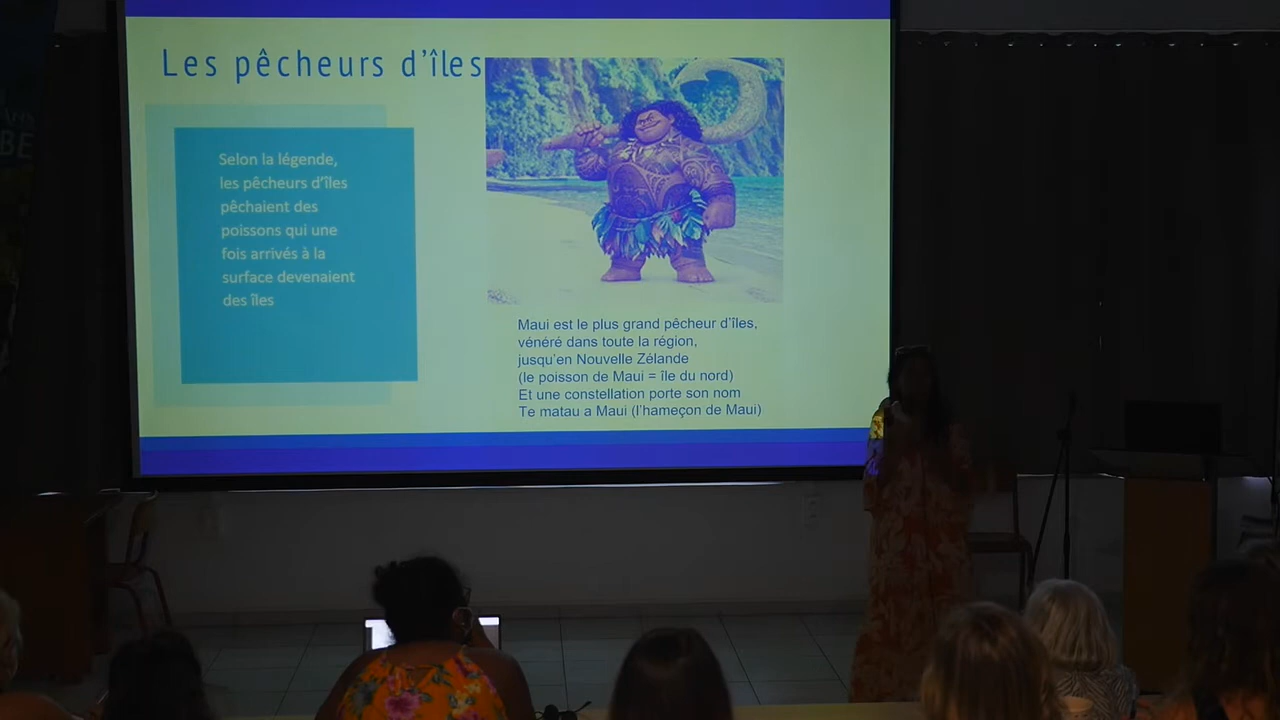 Les pêcheurs d’îles
Selon la légende,
les pêcheurs d’îles
pêchaient des
poissons qui une
fois arrivés à la
surface devenaient
des îles
Maui est le plus grand pêcheur d’îles,
vénéré dans toute la région,
jusqu’en Nouvelle Zélande
(le poisson de Maui = île du nord)
Et une constellation porte son nom
Te matau a Maui (l’hameçon de Maui)